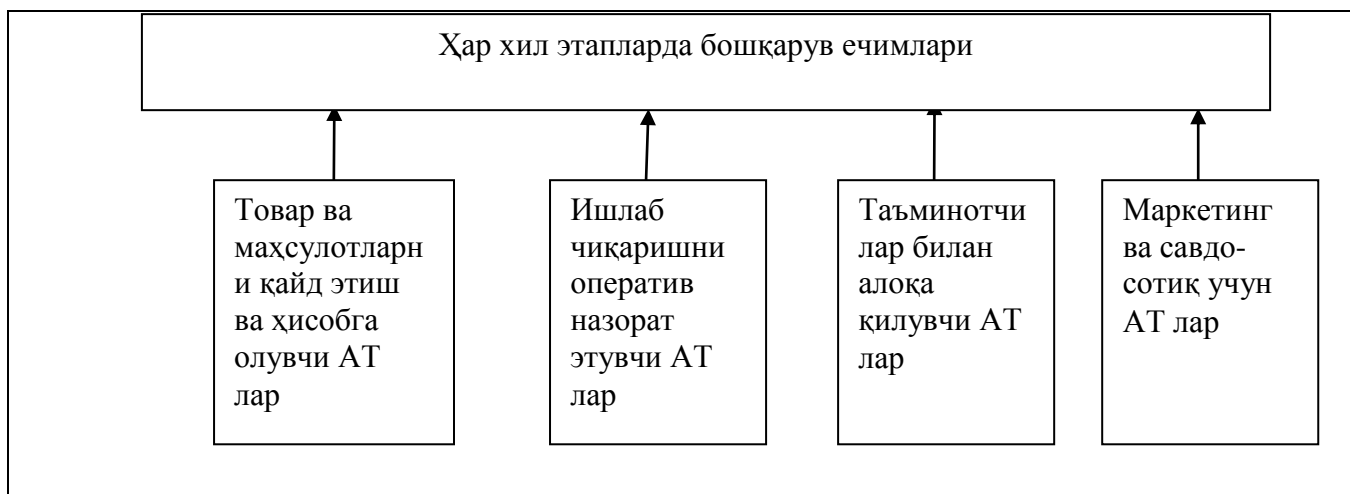 Ҳар хил этапларда бошқарув ечимлари
Товар ва
маҳсулотларн
и қайд этиш
ва ҳисобга
олувчи АТ
лар
Ишлаб
чиқаришни
оператив
назорат
этувчи АТ
лар
Таъминотчи
лар билан
алоқа
қилувчи АТ
лар
Маркетинг
ва савдо-
сотиқ учун
АТ лар